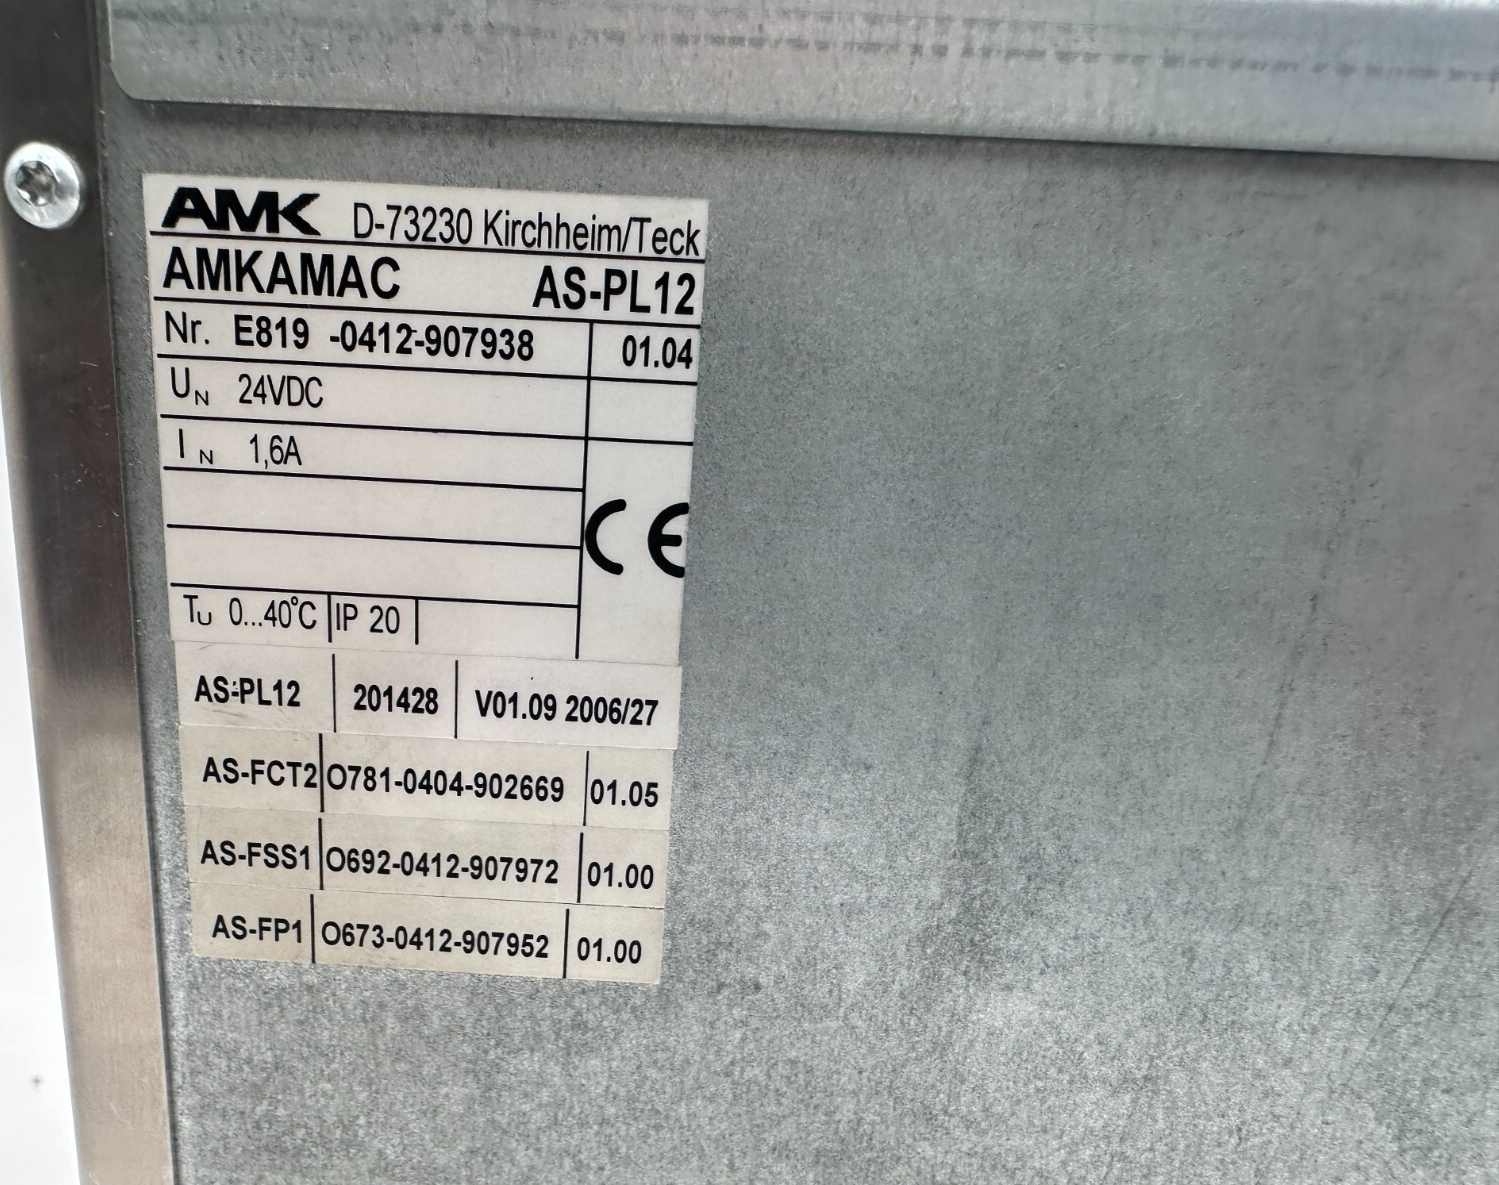 AMK D-73230 Kirchheim/Teck
AMKAMAC AS-PL12
Nr. E819 -0412-907938 01.04
UN 24VDC
IN 1,6A
CE
TU 0...40°C IP 20
AS-PL12 201428 V01.09 2006/27
AS-FCT2 O781-0404-902669 01.05
AS-FSS1 O692-0412-907972 01.00
AS-FP1 O673-0412-907952 01.00